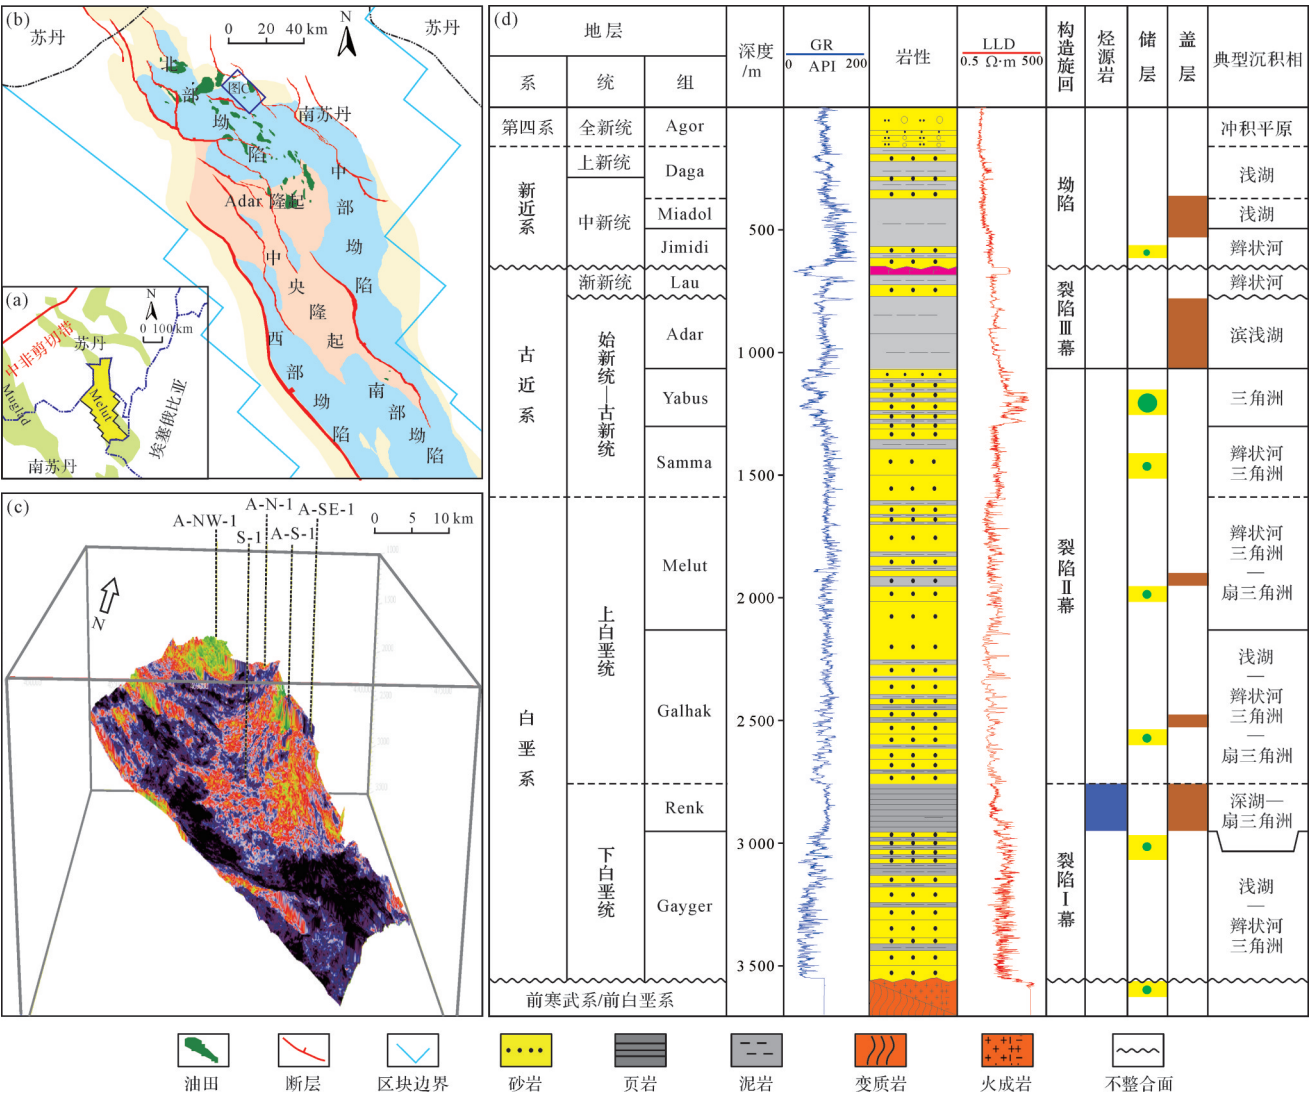 (b)
苏丹
0 40 km
N
苏丹
北部坳陷
图C
南苏丹
中部坳陷
Adar 隆起
中央隆起
西部坳陷
南部坳陷
(a)
N
0 100 km
中非剪切带
苏丹
Muglad
Melut
埃塞俄比亚
南苏丹
(c)
A-NW-1
A-N-1
A-SE-1
S-1
A-S-1
0 5 10 km
N
(d)
地层
系
统
组
深度
/m
GR
0 API 200
岩性
LLD
0.5 Ω·m 500
构造旋回
烃源岩
储层
盖层
典型沉积相
第四系
全新统
Agor
冲积平原
新近系
上新统
Daga
坳陷
浅湖
中新统
Miadol
浅湖
500
Jimidi
辫状河
古近系
渐新统
Lau
裂陷Ⅲ幕
辫状河
始新统—古新统
Adar
滨浅湖
1 000
Yabus
三角洲
Samma
辫状河
三角洲
1 500
白垩系
上白垩统
Melut
裂陷Ⅱ幕
辫状河
三角洲
—
扇三角洲
2 000
Galhak
浅湖
—
辫状河
三角洲
—
扇三角洲
2 500
下白垩统
Renk
裂陷Ⅰ幕
深湖—
扇三角洲
3 000
Gayger
浅湖
—
辫状河
三角洲
3 500
前寒武系/前白垩系
油田
断层
区块边界
砂岩
页岩
泥岩
变质岩
火成岩
不整合面